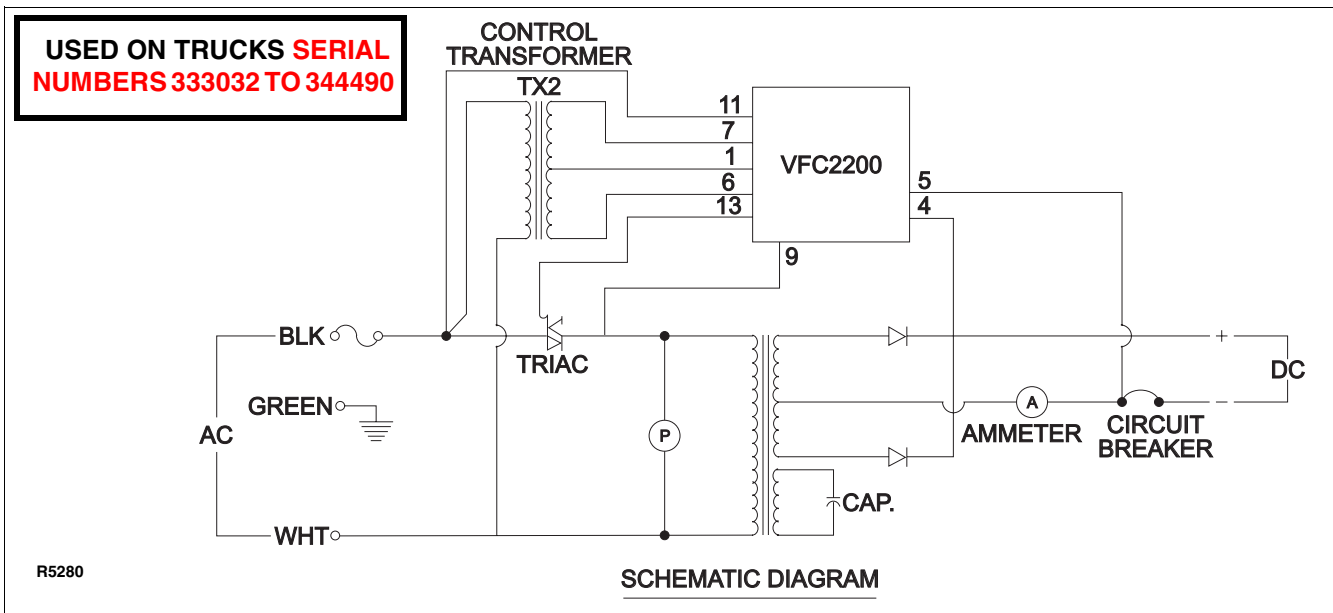 USED ON TRUCKS SERIAL
NUMBERS 333032 TO 344490
CONTROL
TRANSFORMER
TX2
11
7
1
6
13
VFC2200
5
4
9
BLK
TRIAC
GREEN
AC
P
WHT
+
DC
A
AMMETER
CIRCUIT
BREAKER
CAP.
R5280
SCHEMATIC DIAGRAM